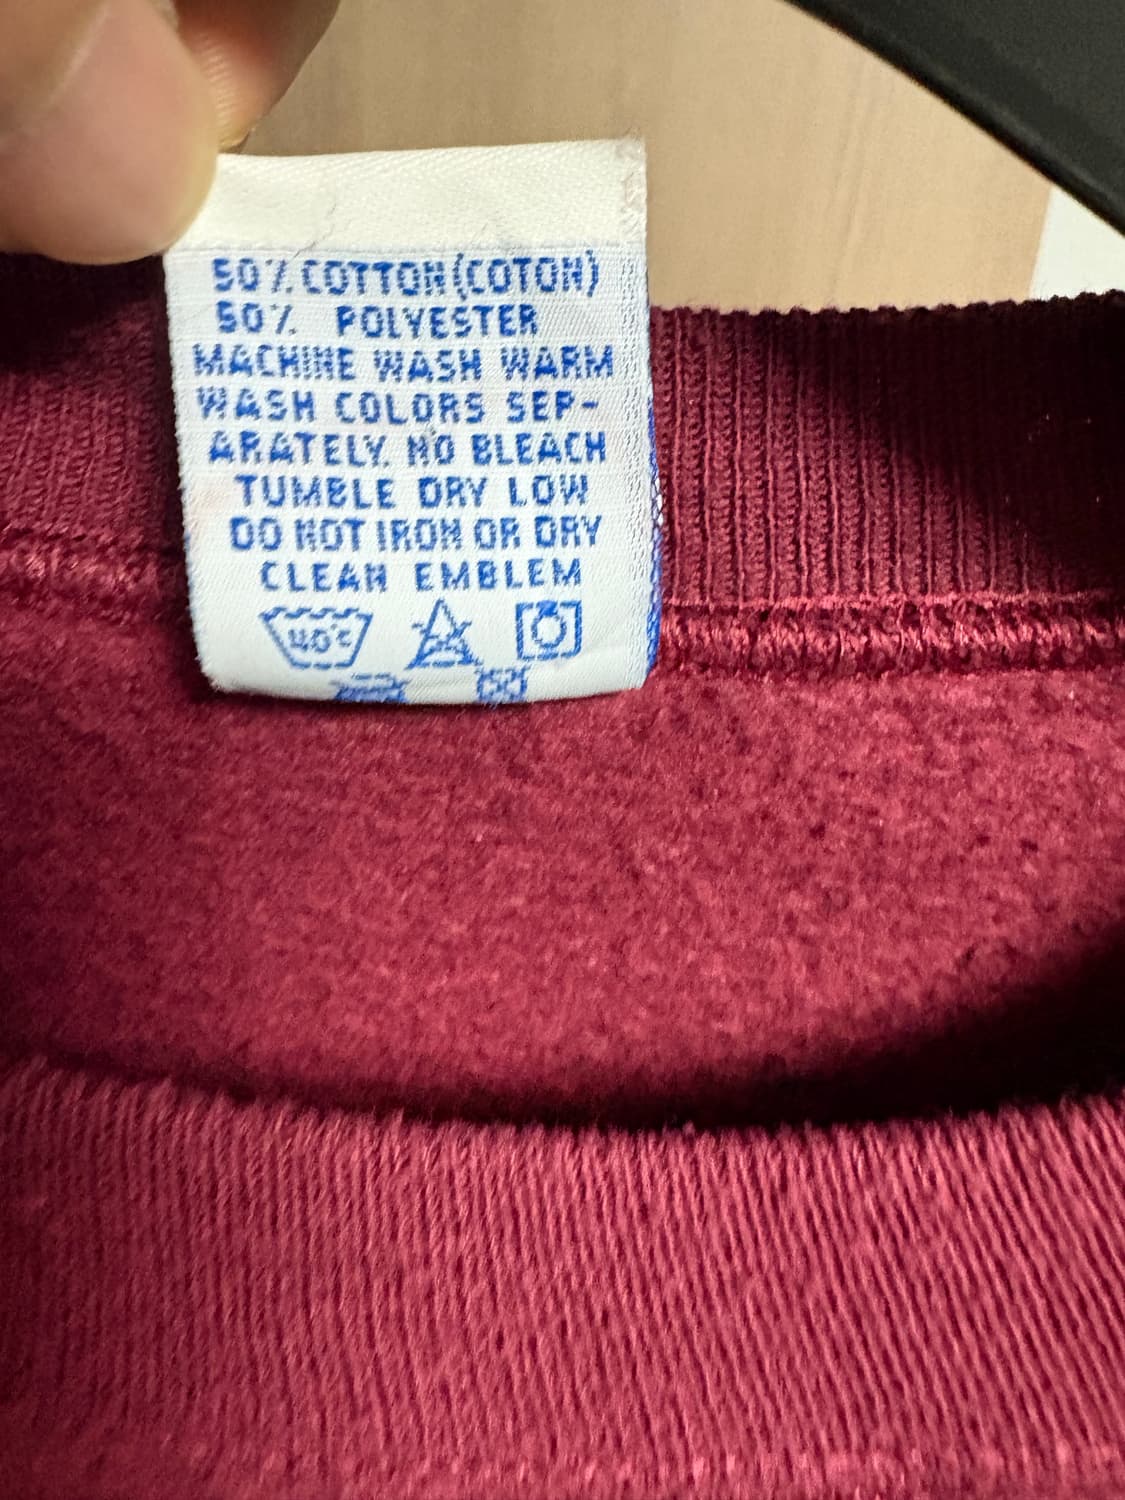 50% COTTON (COTON)
50% POLYESTER
MACHINE WASH WARM
WASH COLORS SEP-
ARATELY. NO BLEACH
TUMBLE DRY LOW
DO NOT IRON OR DRY
CLEAN EMBLEM
40°C